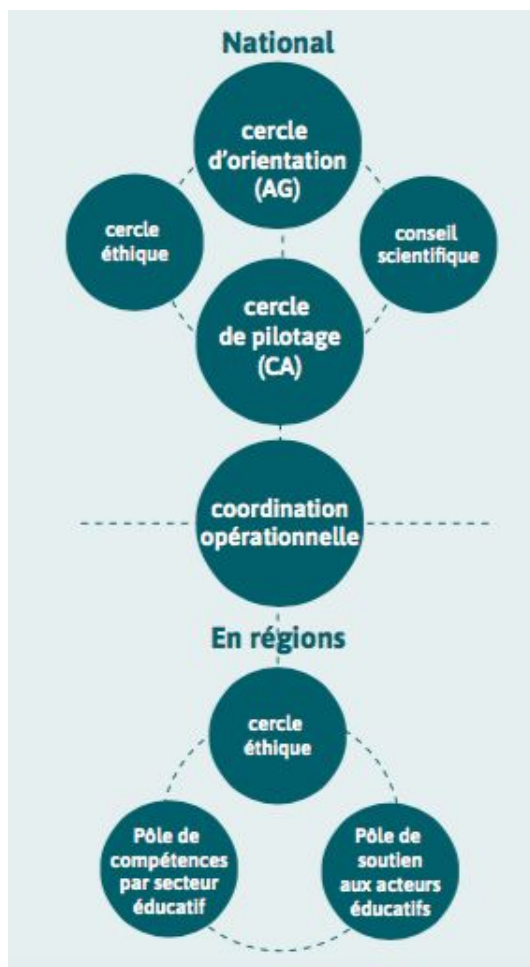 National
cercle
d'orientation
(AG)
cercle
éthique
conseil
scientifique
cercle
de pilotage
(CA)
coordination
opérationnelle
En régions
cercle
éthique
Pôle de
compétences
par secteur
éducatif
Pôle de
soutien
aux acteurs
éducatifs